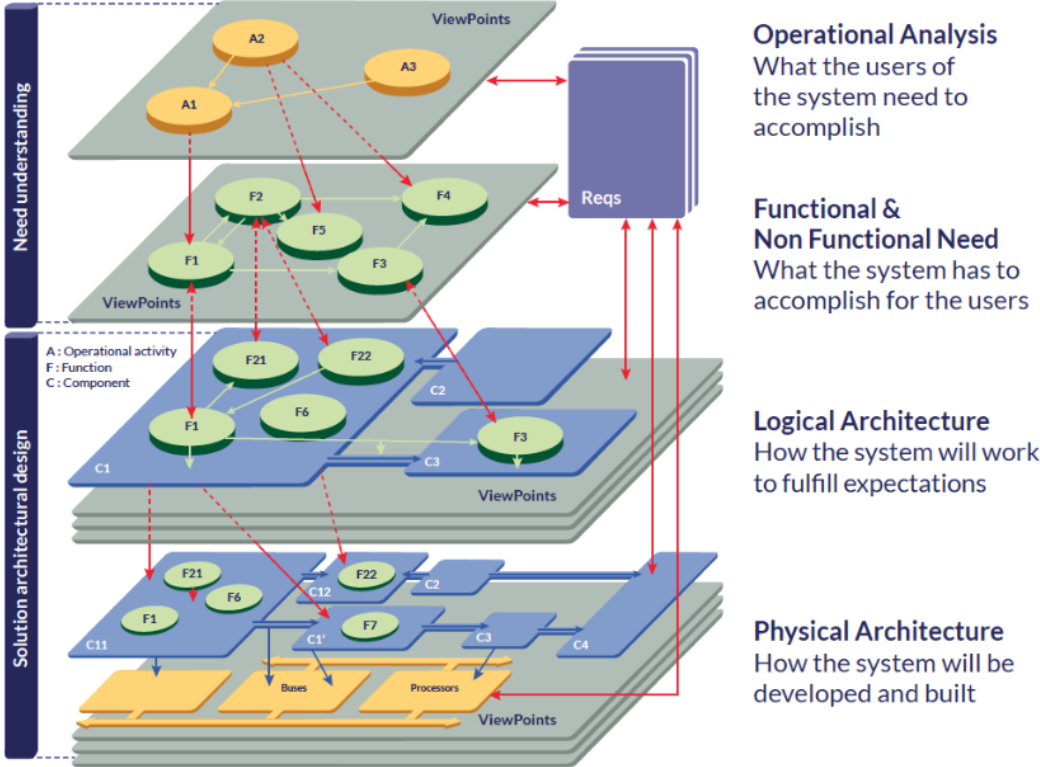 Need understanding
ViewPoints
A2
A3
A1
Operational Analysis
What the users of
the system need to
accomplish
Reqs
F2
F4
F5
F1
F3
ViewPoints
Functional &
Non Functional Need
What the system has to
accomplish for the users
Solution architectural design
A : Operational activity
F : Function
C : Component
F21
F22
C2
F6
F1
F3
C1
C3
ViewPoints
Logical Architecture
How the system will work
to fulfill expectations
F21
F22
C2
F6
C12
F1
F7
C11
C1'
C3
C4
Buses
Processors
ViewPoints
Physical Architecture
How the system will be
developed and built